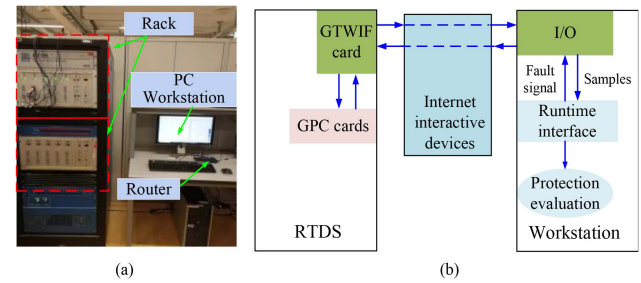 Rack
PC
Workstation
Router
(a)
GTWIF
card
GPC cards
RTDS
Internet
interactive
devices
I/O
Fault
signal
Samples
Runtime
interface
Protection
evaluation
Workstation
(b)